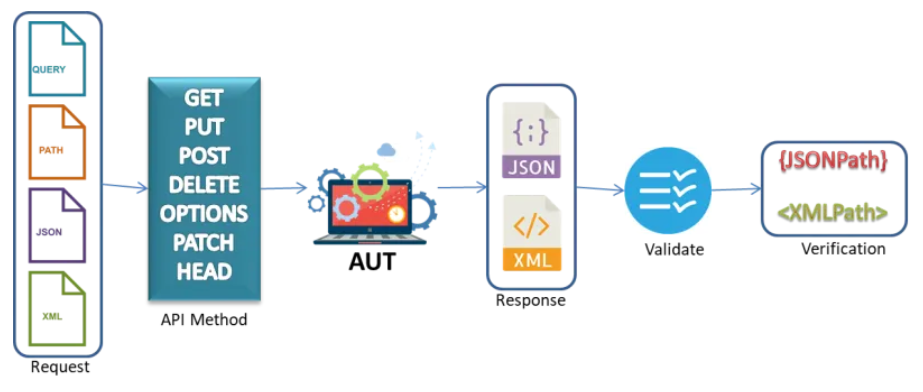 QUERY
PATH
JSON
XML
Request
GET
PUT
POST
DELETE
OPTIONS
PATCH
HEAD
API Method
AUT
{;}
JSON
</>
XML
Response
Validate
{JSONPath}
<XMLPath>
Verification